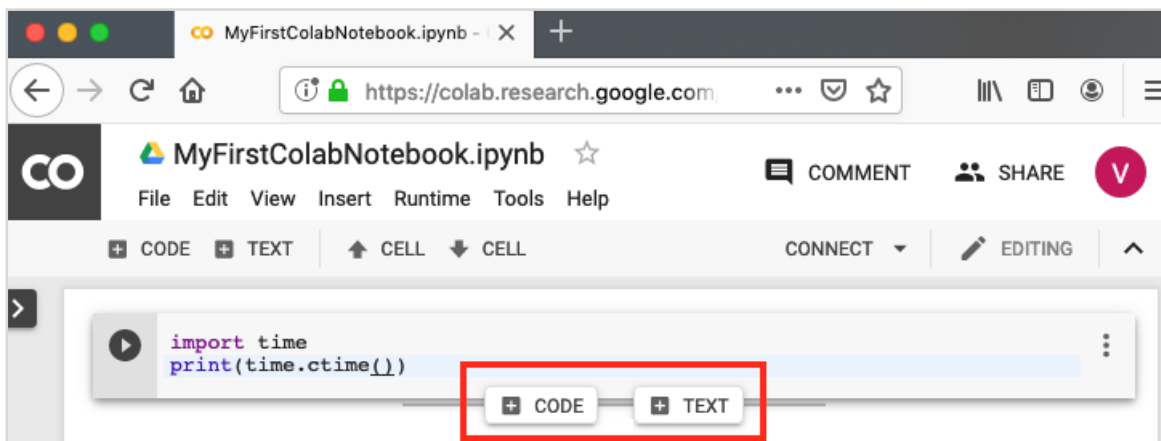 MyFirstColabNotebook.ipynb -
https://colab.research.google.com/
CO MyFirstColabNotebook.ipynb
COMMENT SHARE V
File Edit View Insert Runtime Tools Help
CODE TEXT CELL CELL CONNECT EDITING
import time
print(time.ctime())
CODE TEXT